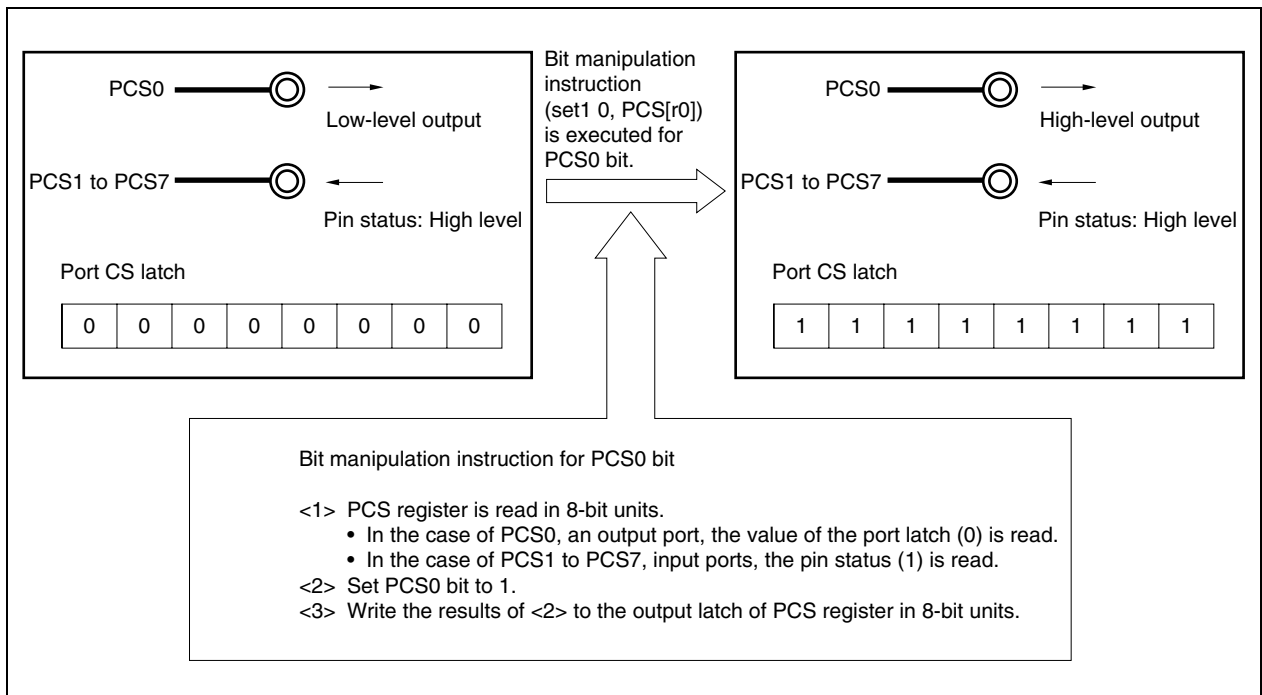 PCS0
Low-level output
PCS1 to PCS7
Pin status: High level
Port CS latch
0 0 0 0 0 0 0 0
Bit manipulation
instruction
(set1 0, PCS[r0])
is executed for
PCS0 bit.
PCS0
High-level output
PCS1 to PCS7
Pin status: High level
Port CS latch
1 1 1 1 1 1 1 1
Bit manipulation instruction for PCS0 bit
<1> PCS register is read in 8-bit units.
• In the case of PCS0, an output port, the value of the port latch (0) is read.
• In the case of PCS1 to PCS7, input ports, the pin status (1) is read.
<2> Set PCS0 bit to 1.
<3> Write the results of <2> to the output latch of PCS register in 8-bit units.